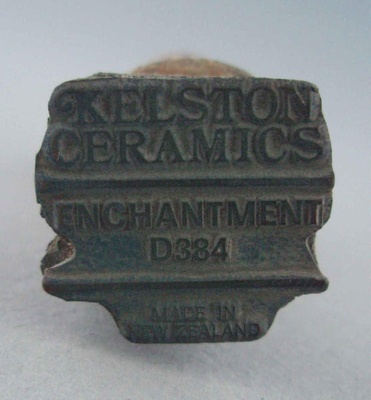 KELSTON
CERAMICS
ENCHANTMENT
D384
MADE IN
NEW ZEALAND